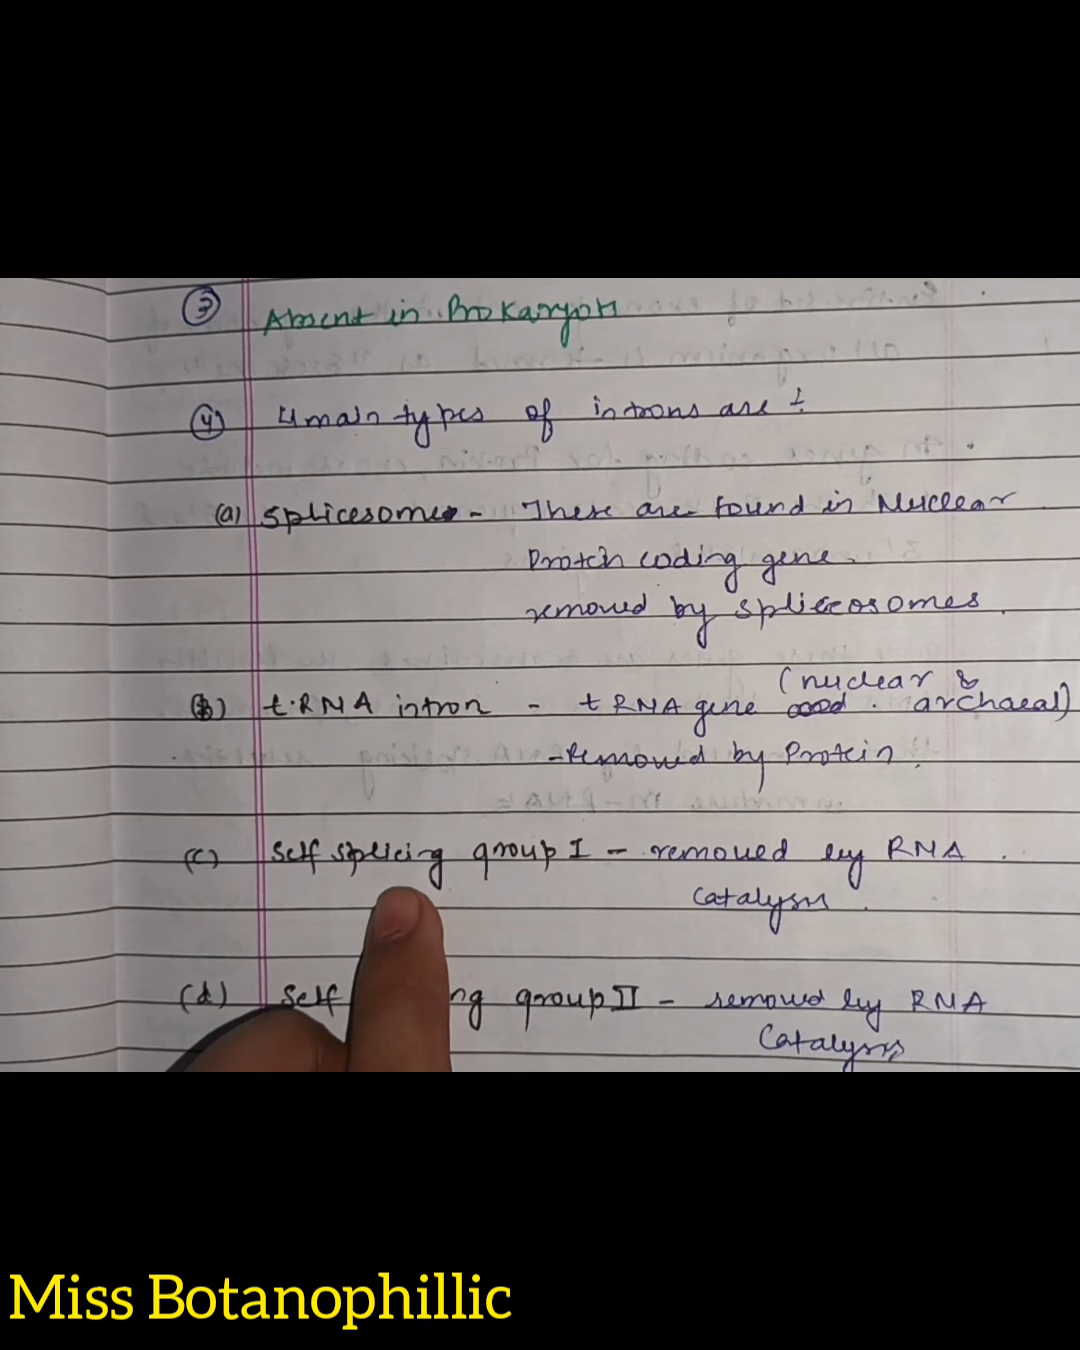 3 Absent in Prokaryote
4 4 main types of introns are :
(a) Splicesome - These are found in Nuclear
Protein coding gene.
removed by spliceosomes.
(nuclear &
(b) t.RNA intron - tRNA gene archaeal)
- Removed by Protein.
(c) Self splicing group I - removed by RNA
Catalysis.
(d) Self ng group II - removed by RNA
Catalysis
Miss Botanophillic